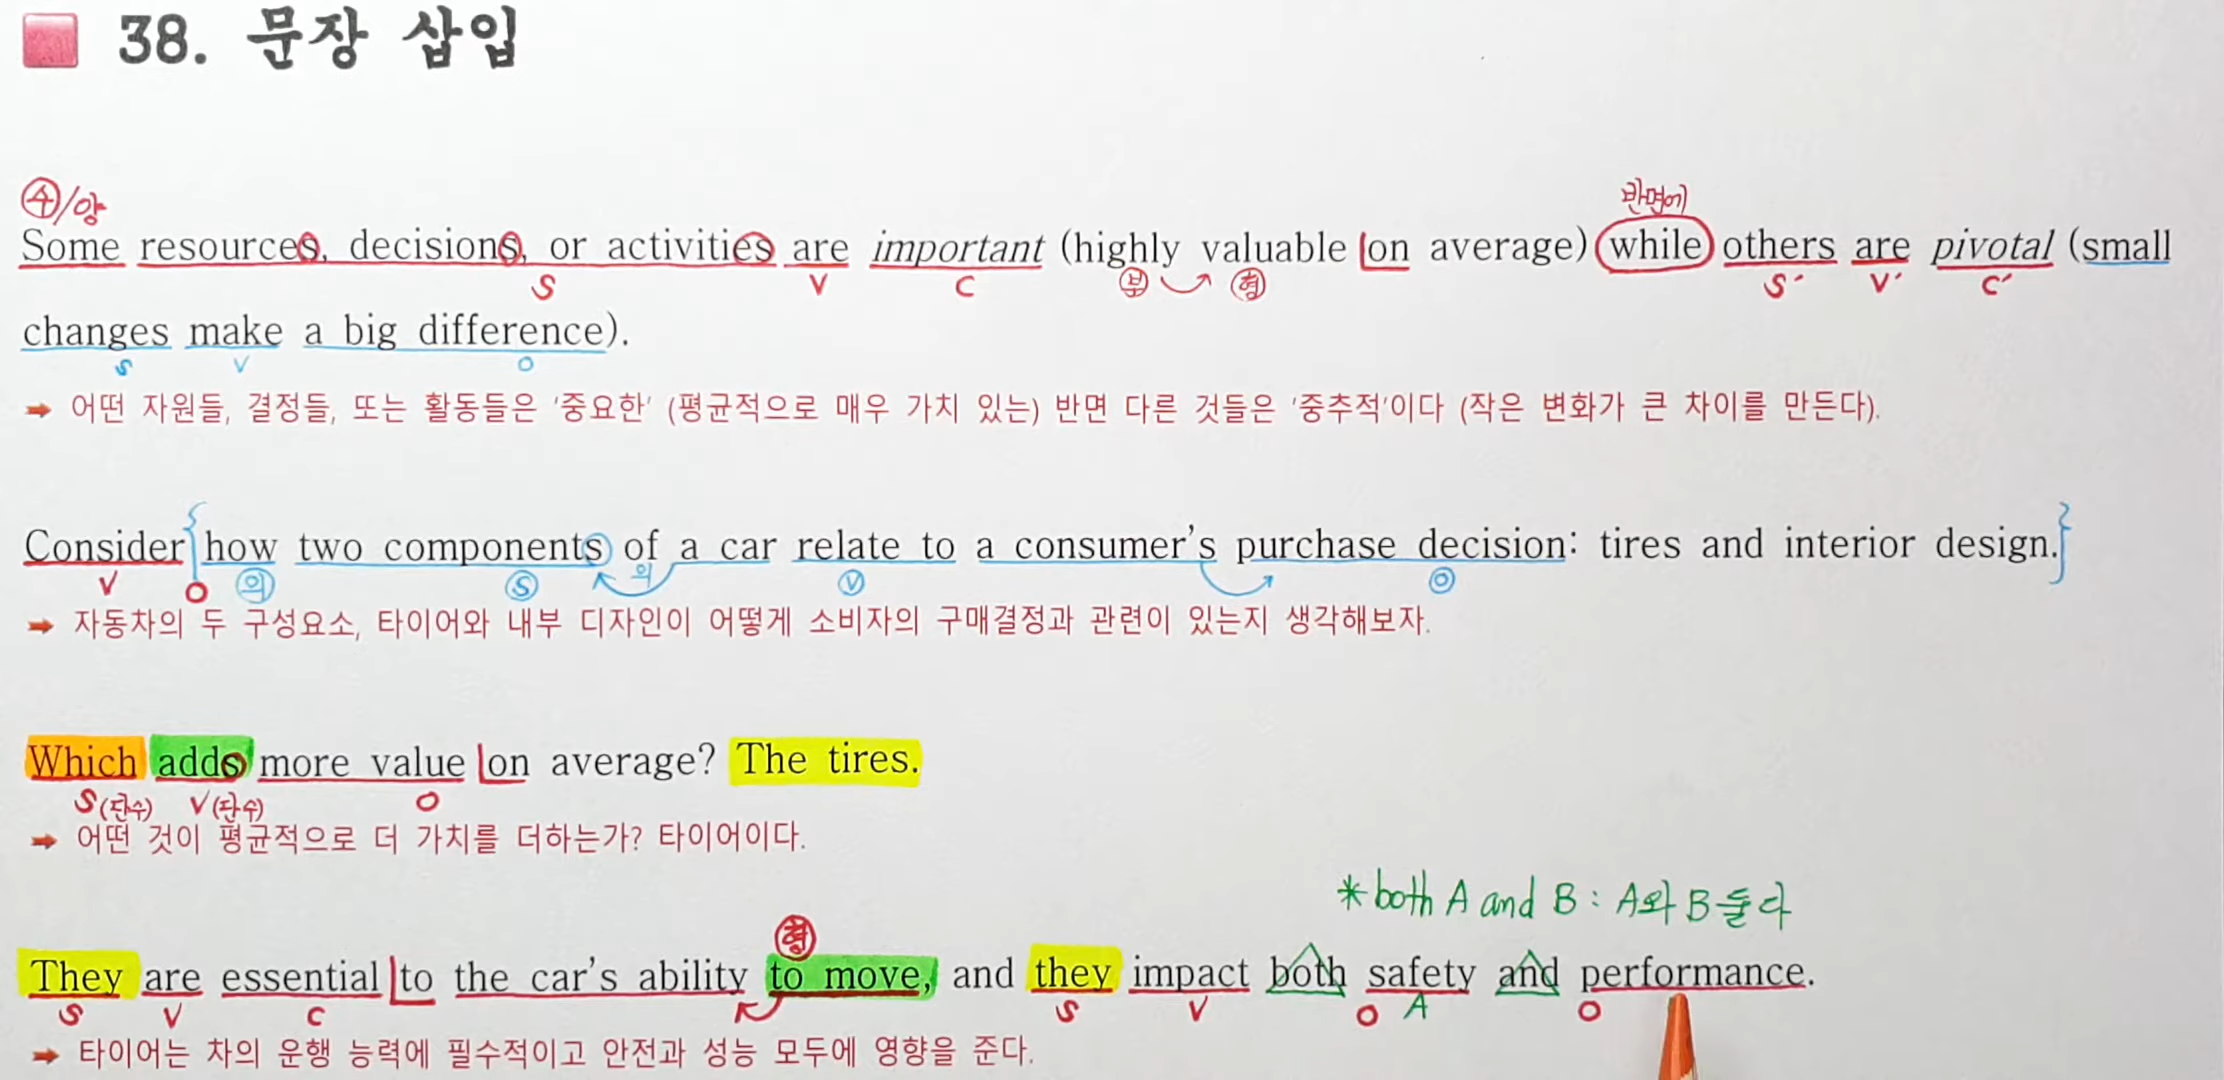 38. 문장 삽입
수/양
반면에
Some resources, decisions, or activities are important (highly valuable on average) while others are pivotal (small
S V C 부 형 S′ V′ C′
changes make a big difference).
S V O
➡ 어떤 자원들, 결정들, 또는 활동들은 '중요한' (평균적으로 매우 가치 있는) 반면 다른 것들은 '중추적'이다 (작은 변화가 큰 차이를 만든다).
Consider {how two components of a car relate to a consumer's purchase decision: tires and interior design.}
V O 의 S 의 V O
➡ 자동차의 두 구성요소, 타이어와 내부 디자인이 어떻게 소비자의 구매결정과 관련이 있는지 생각해보자.
Which adds more value on average? The tires.
S(단수) V(단수) O
➡ 어떤 것이 평균적으로 더 가치를 더하는가? 타이어이다.
*both A and B : A와 B 둘다
형
They are essential to the car's ability to move, and they impact both safety and performance.
S V C S V O A O
➡ 타이어는 차의 운행 능력에 필수적이고 안전과 성능 모두에 영향을 준다.